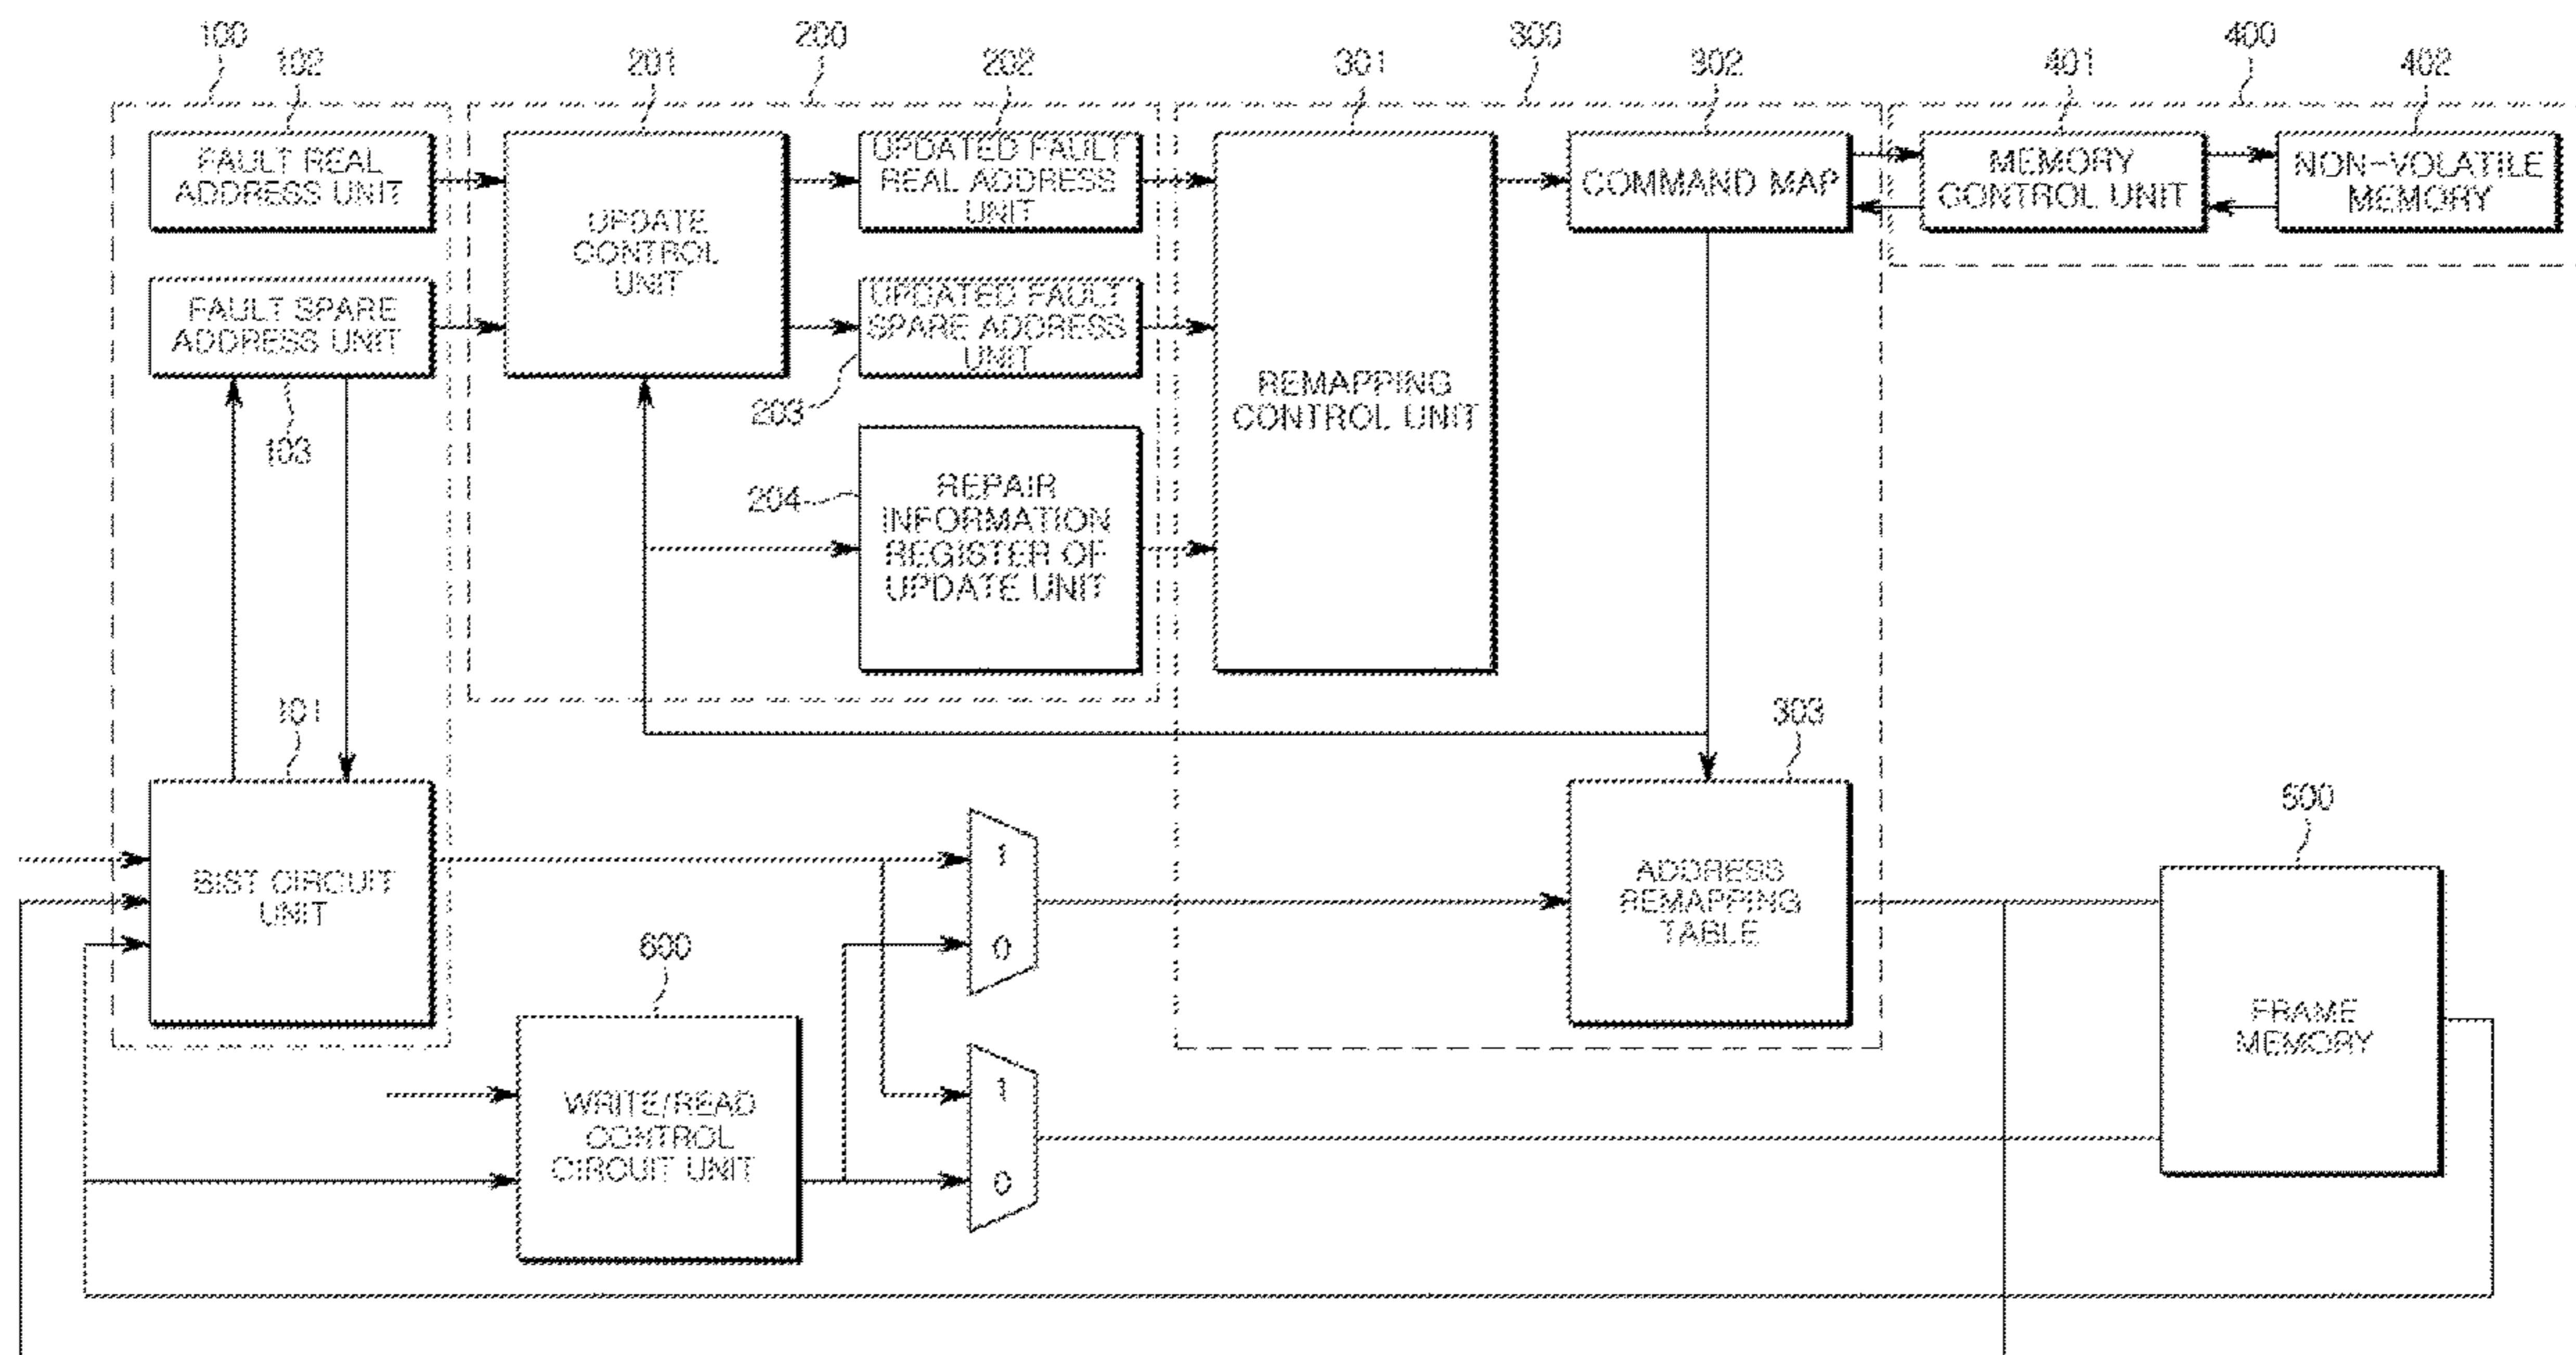 100
200
300
400
102
201
202
301
302
401
402
FAULT REAL
ADDRESS UNIT
UPDATE
CONTROL
UNIT
UPDATED FAULT
REAL ADDRESS
UNIT
COMMAND MAP
MEMORY
CONTROL UNIT
NON-VOLATILE
MEMORY
FAULT SPARE
ADDRESS UNIT
UPDATED FAULT
SPARE ADDRESS
UNIT
REMAPPING
CONTROL UNIT
203
103
204
REPAIR
INFORMATION
REGISTER OF
UPDATE UNIT
101
303
500
BIST CIRCUIT
UNIT
1
0
ADDRESS
REMAPPING
TABLE
600
FRAME
MEMORY
WRITE/READ
CONTROL
CIRCUIT UNIT
1
0